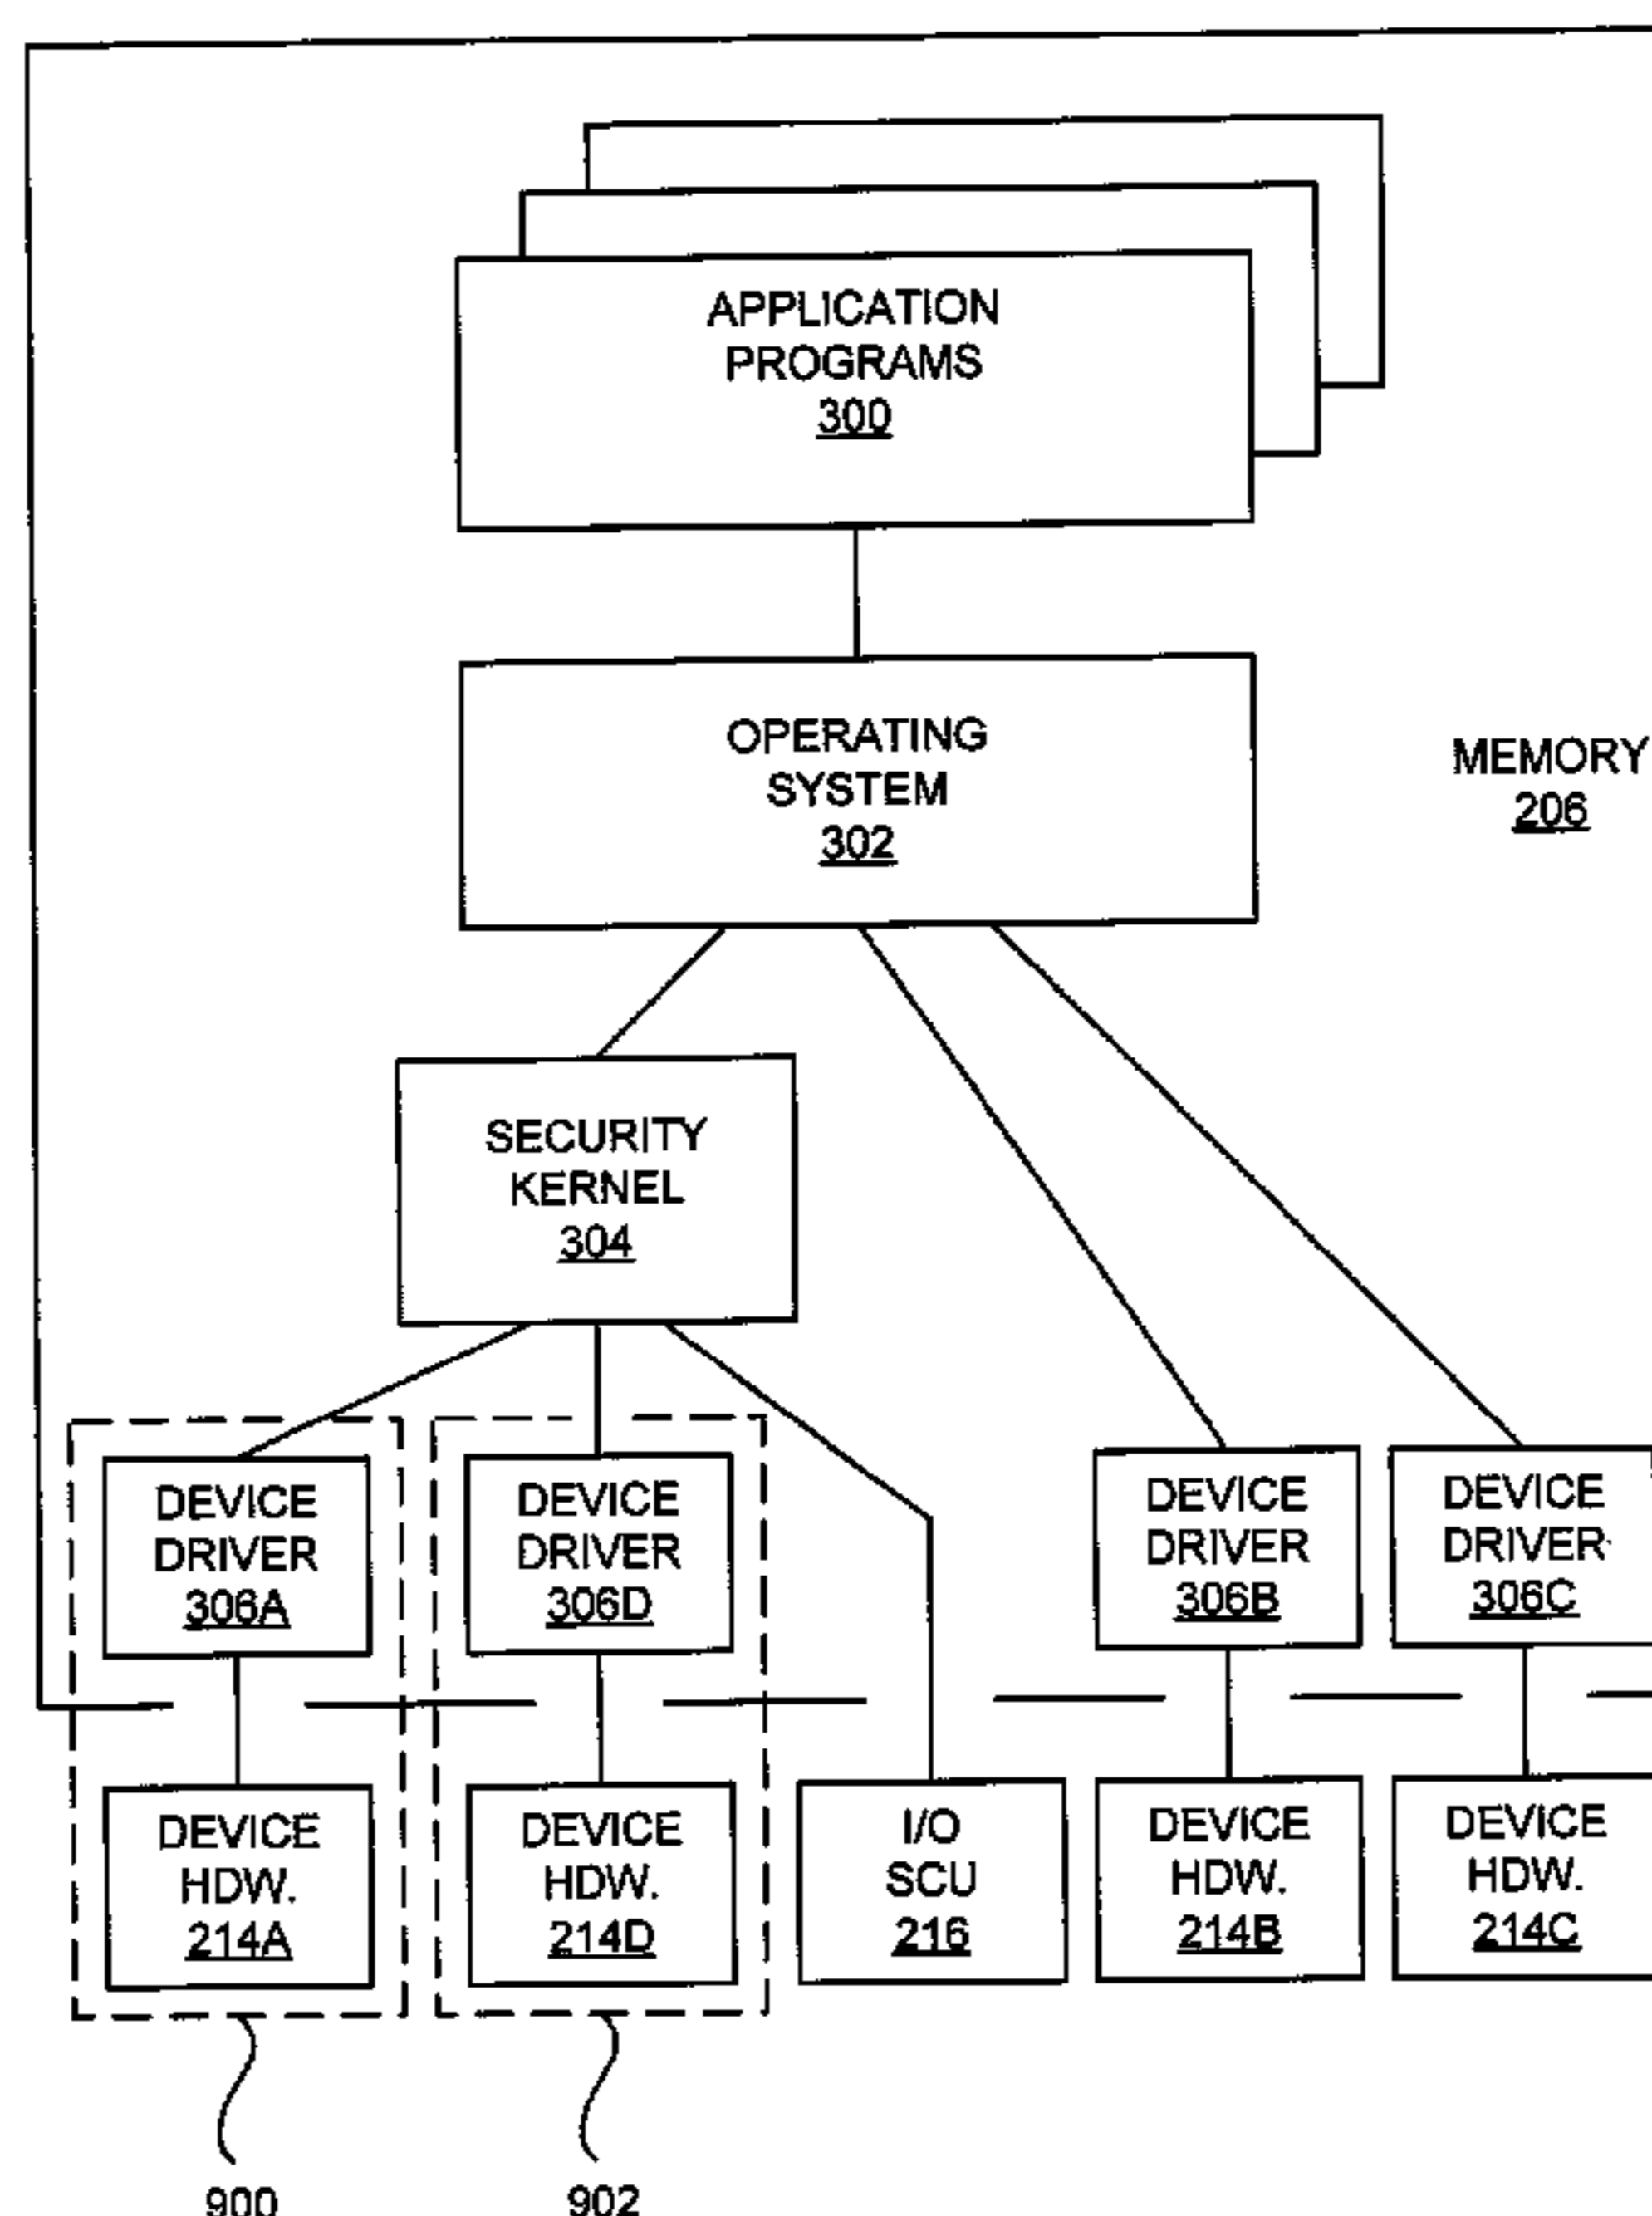 APPLICATION
PROGRAMS
300
OPERATING
SYSTEM
302
MEMORY
206
SECURITY
KERNEL
304
DEVICE
DRIVER
306A
DEVICE
DRIVER
306D
DEVICE
DRIVER
306B
DEVICE
DRIVER
306C
DEVICE
HDW.
214A
DEVICE
HDW.
214D
I/O
SCU
216
DEVICE
HDW.
214B
DEVICE
HDW.
214C
900
902